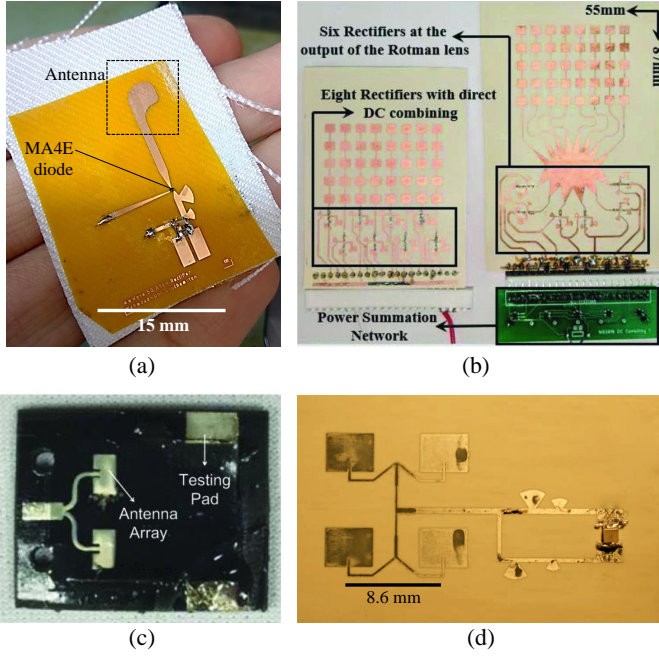 Antenna
MA4E
diode
15 mm
(a)
55mm
87mm
Six Rectifiers at the
output of the Rotman lens
Eight Rectifiers with direct
DC combining
Power Summation
Network
(b)
Antenna
Array
Testing
Pad
(c)
8.6 mm
(d)